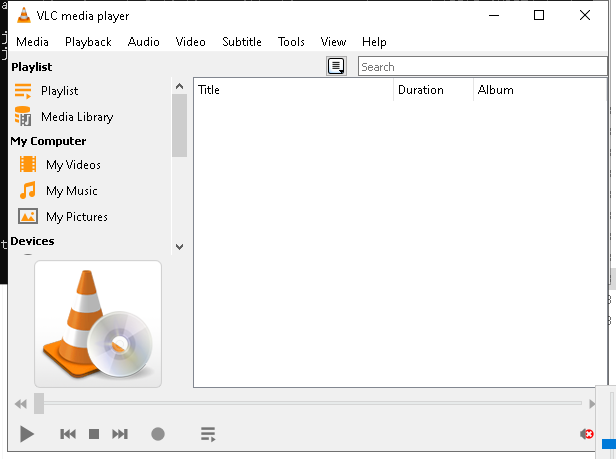 VLC media player
Media Playback Audio Video Subtitle Tools View Help
Playlist
Search
Playlist
Media Library
My Computer
My Videos
My Music
My Pictures
Devices
Title Duration Album